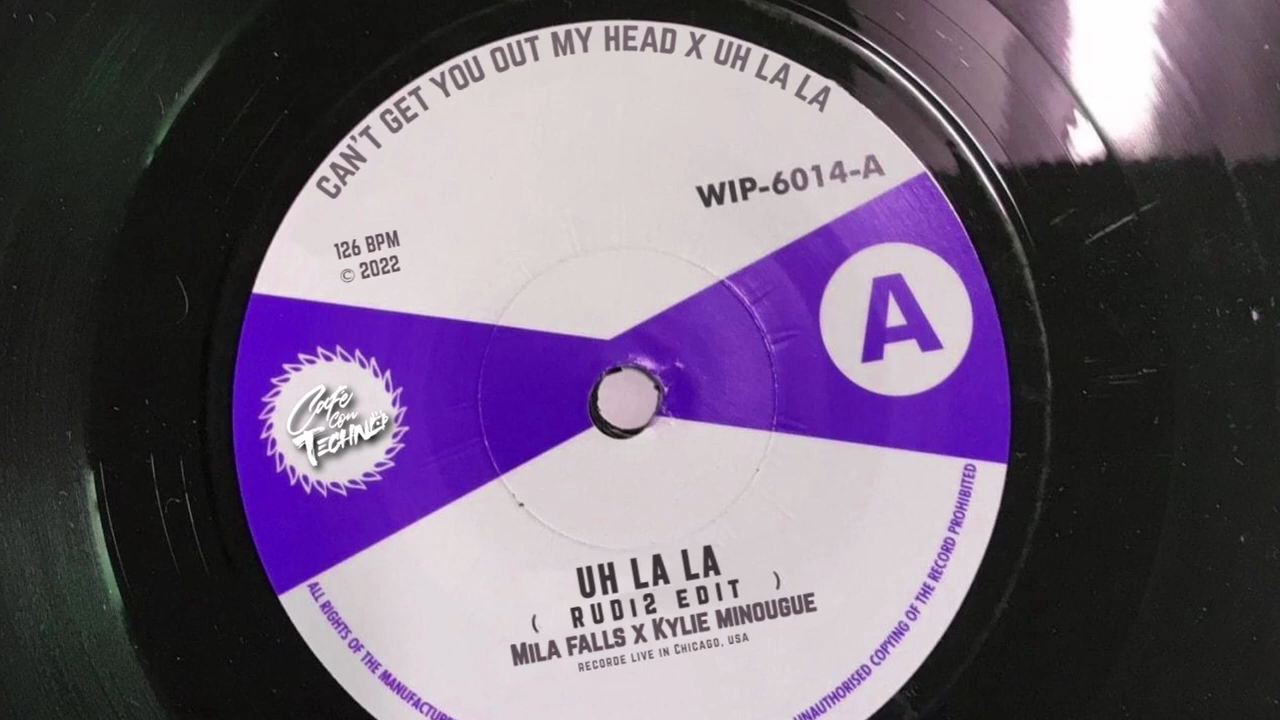 CAN'T GET YOU OUT MY HEAD X UH LA LA
WIP-6014-A
126 BPM
© 2022
A
Café
con
TECHNO
UH LA LA
( RUDI2 EDIT )
MILA FALLS X KYLIE MINOUGUE
RECORDE LIVE IN CHICAGO, USA
ALL RIGHTS OF THE MANUFACTURE
UNAUTHORISED COPYING OF THE RECORD PROHIBITED